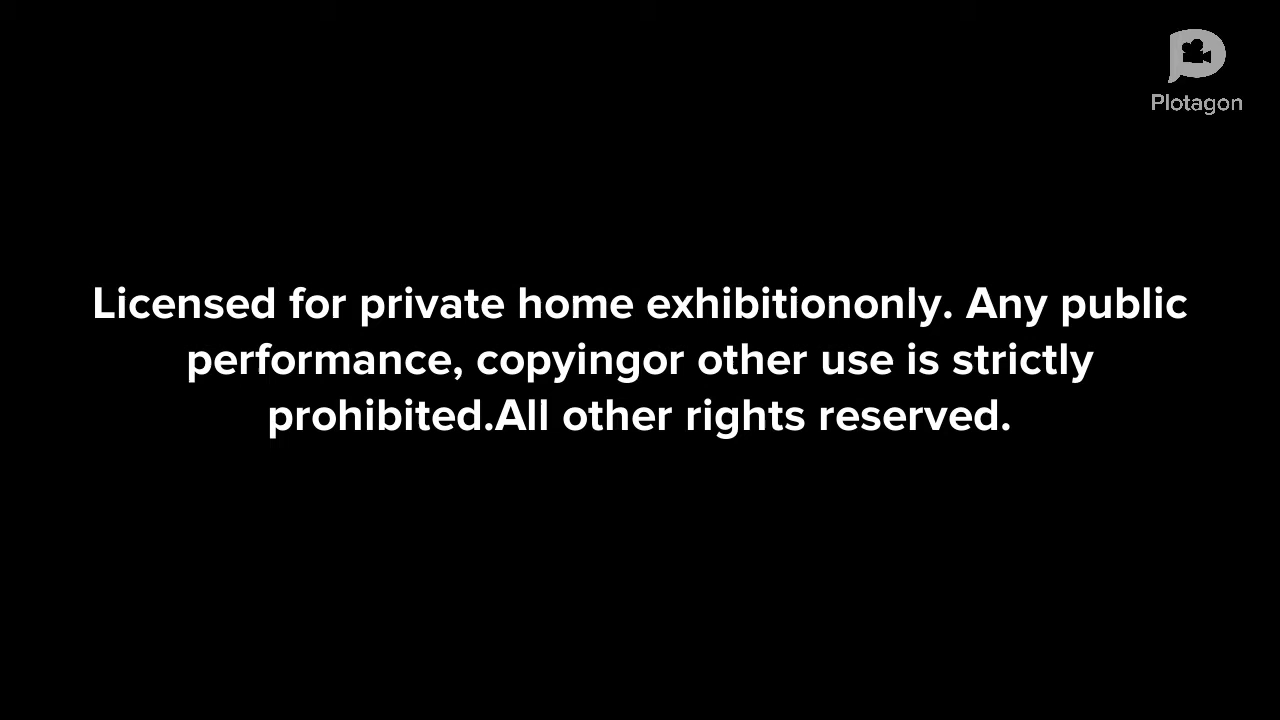 Plotagon
Licensed for private home exhibitiononly. Any public
performance, copyingor other use is strictly
prohibited.All other rights reserved.